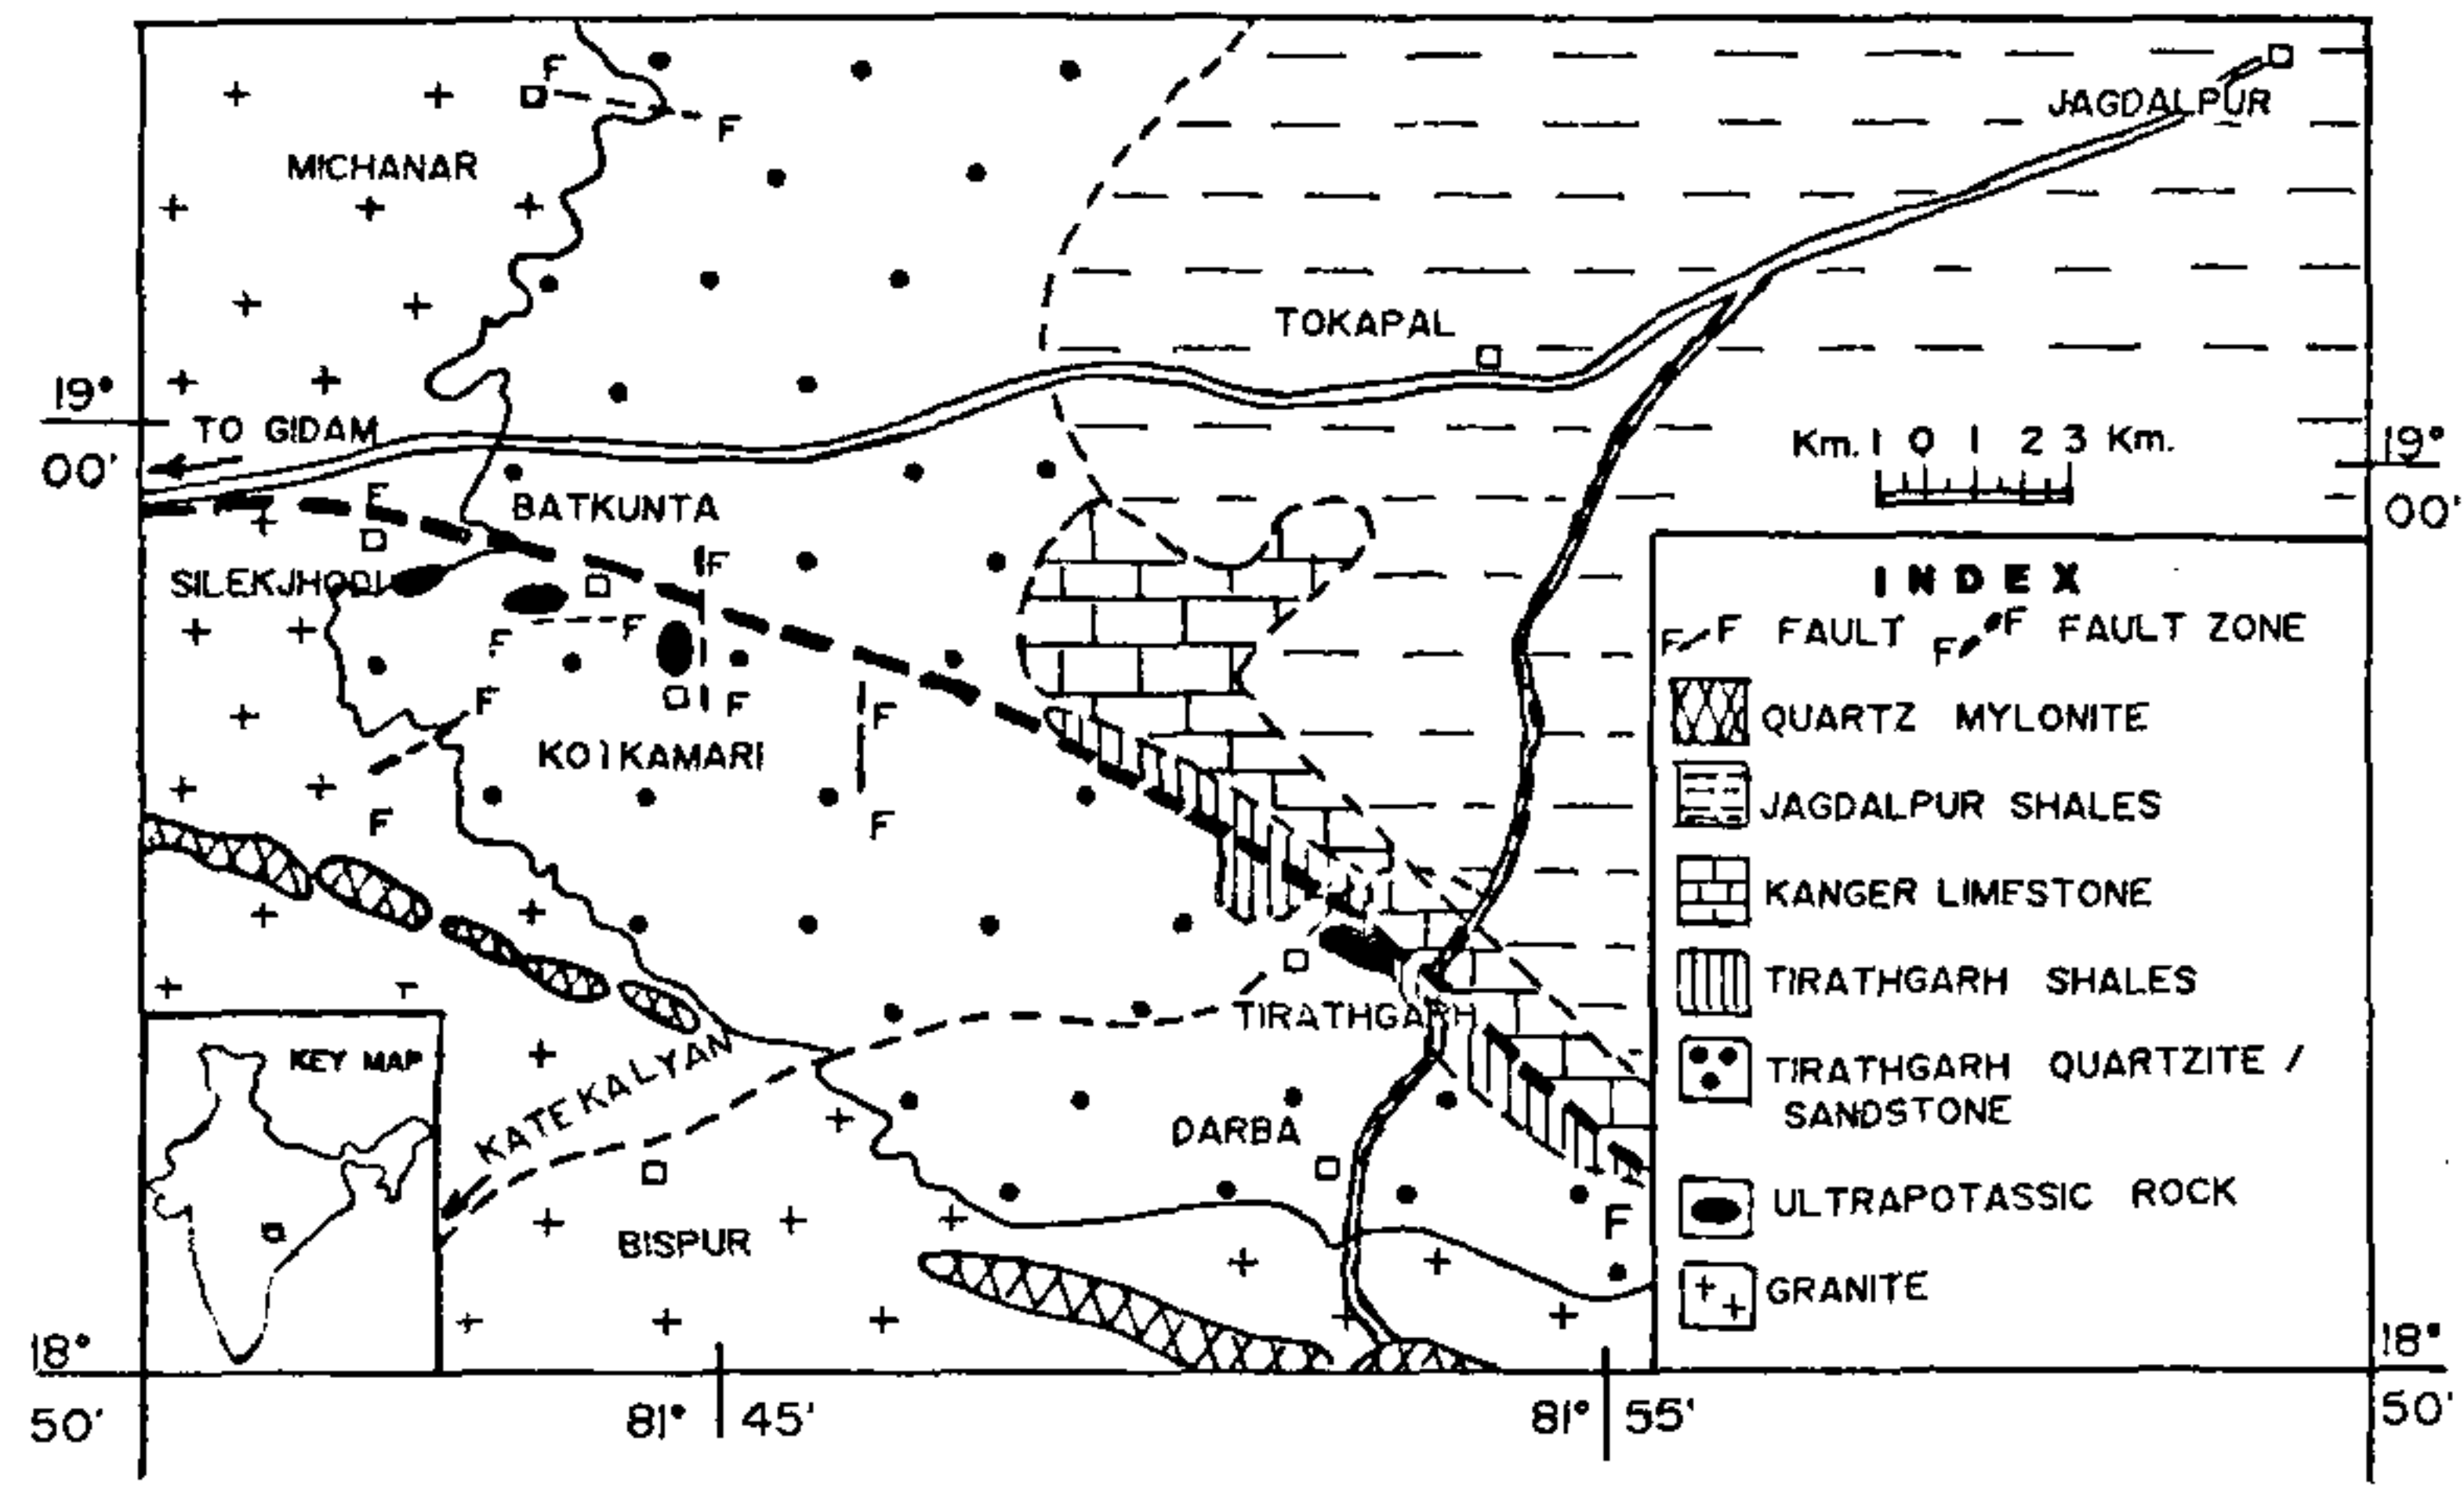 F
F
JAGDALPUR
MICHANAR
TOKAPAL
19°
00'
TO GIDAM
Km. 1 0 1 2 3 Km.
19°
00'
F
BATKUNTA
SILEKJHODI
F
F
F
F
F
F
F
KOIKAMARI
F
F
INDEX
F F FAULT F F FAULT ZONE
QUARTZ MYLONITE
JAGDALPUR SHALES
KANGER LIMESTONE
TIRATHGARH SHALES
TIRATHGARH QUARTZITE /
SANDSTONE
ULTRAPOTASSIC ROCK
GRANITE
TIRATHGARH
KEY MAP
KATEKALYAN
DARBA
F
BISPUR
18°
50'
81° 45'
81° 55'
18°
50'